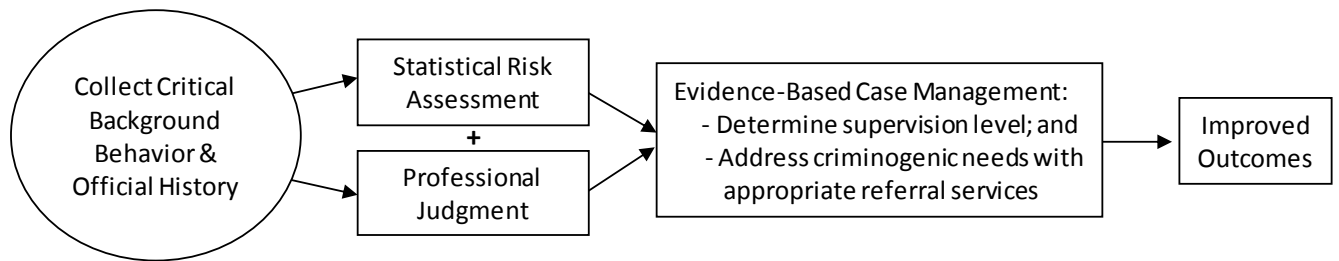 Collect Critical
Background
Behavior &
Official History
Statistical Risk
Assessment
+
Professional
Judgment
Evidence-Based Case Management:
- Determine supervision level; and
- Address criminogenic needs with
appropriate referral services
Improved
Outcomes